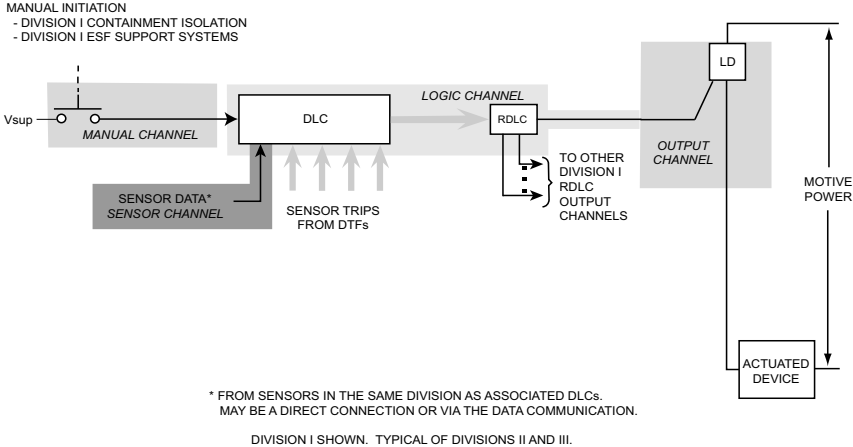 MANUAL INITIATION
- DIVISION I CONTAINMENT ISOLATION
- DIVISION I ESF SUPPORT SYSTEMS
Vsup
MANUAL CHANNEL
DLC
LOGIC CHANNEL
RDLC
LD
OUTPUT
CHANNEL
MOTIVE
POWER
SENSOR DATA*
SENSOR CHANNEL
SENSOR TRIPS
FROM DTFs
TO OTHER
DIVISION I
RDLC
OUTPUT
CHANNELS
ACTUATED
DEVICE
* FROM SENSORS IN THE SAME DIVISION AS ASSOCIATED DLCs.
MAY BE A DIRECT CONNECTION OR VIA THE DATA COMMUNICATION.
DIVISION I SHOWN. TYPICAL OF DIVISIONS II AND III.